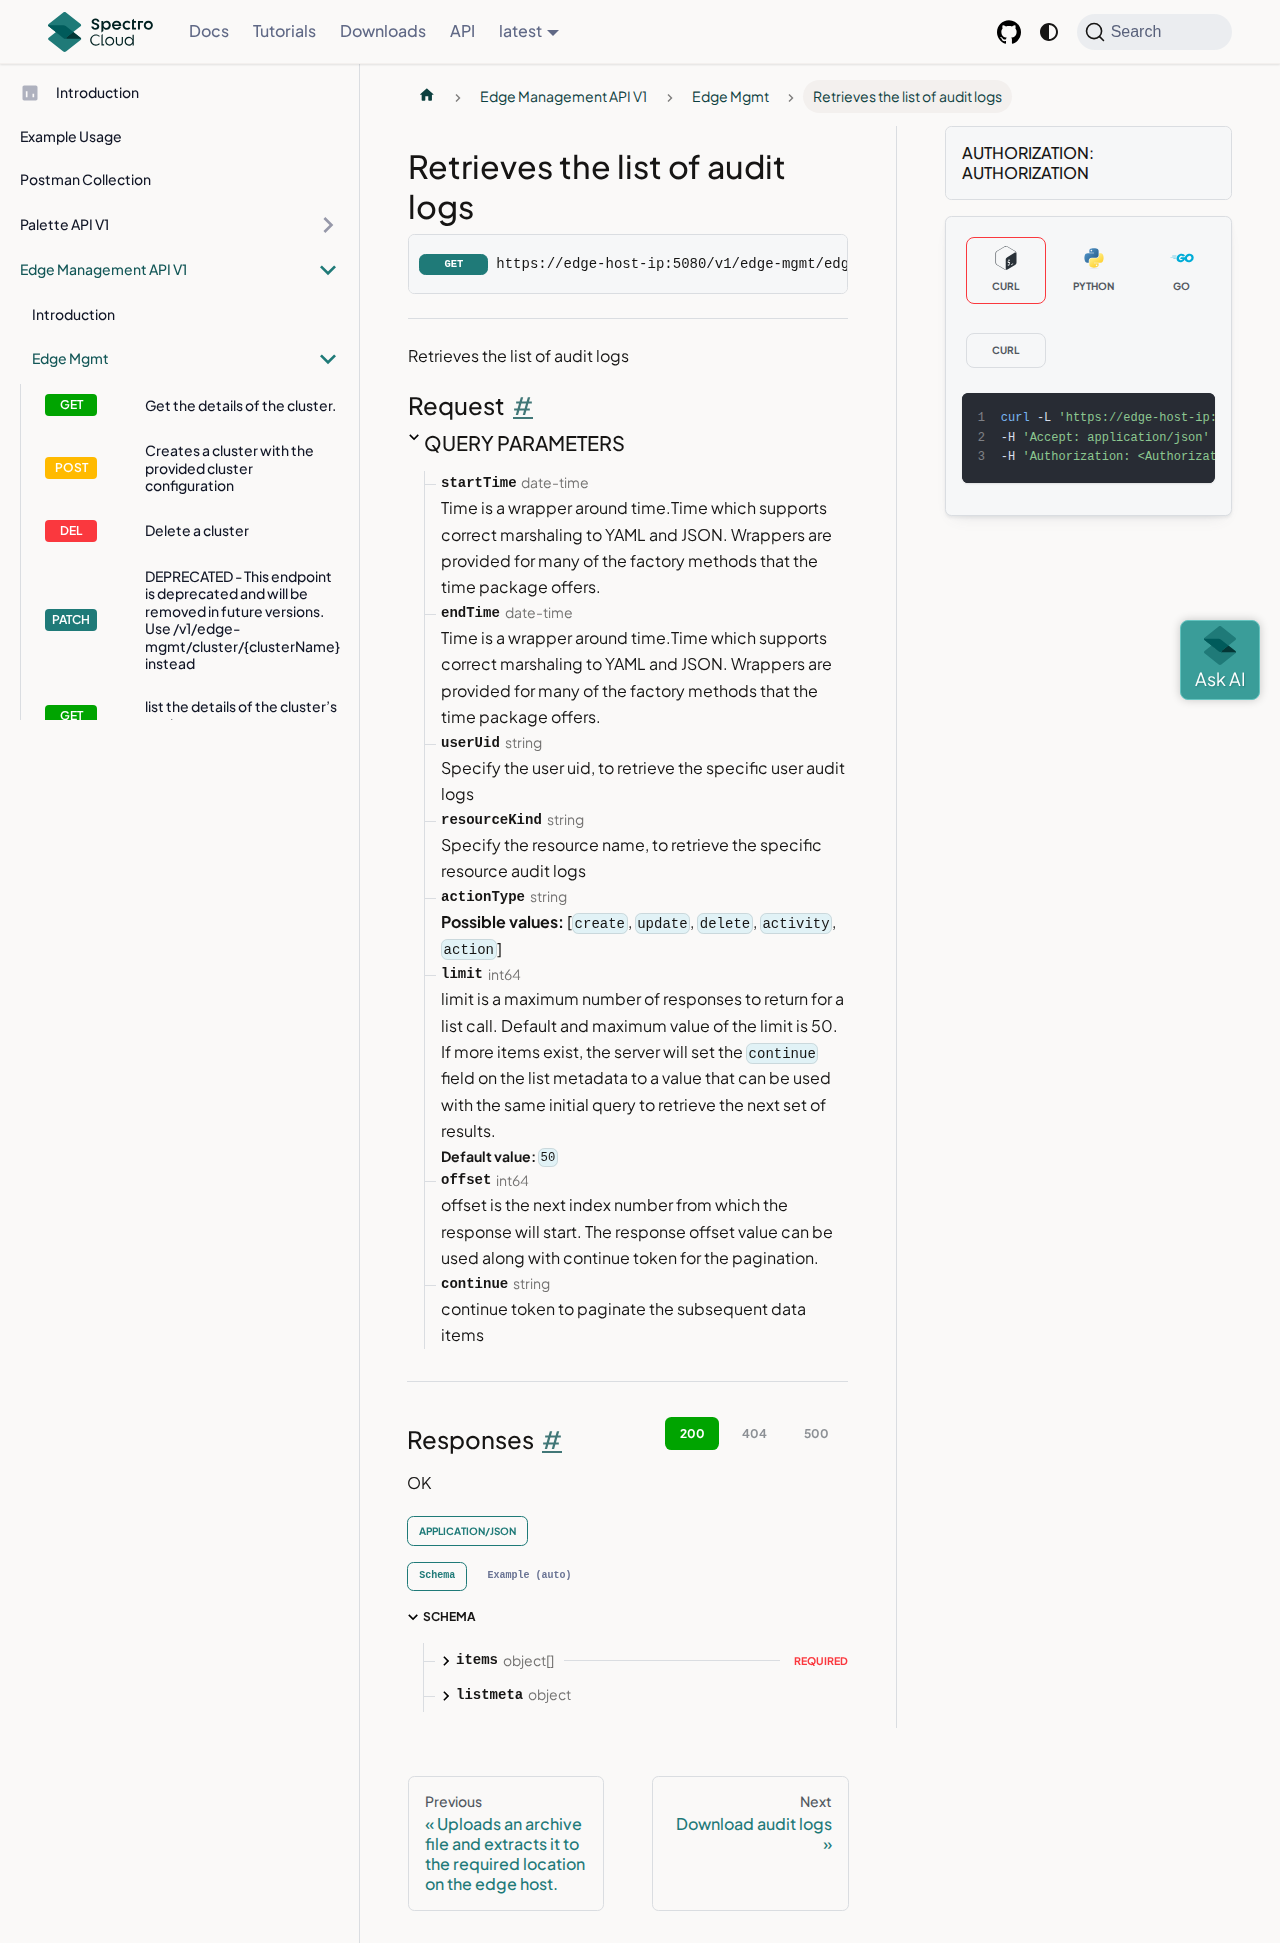 Spectro Cloud
Docs
Tutorials
Downloads
API
latest
Search
Introduction
Example Usage
Postman Collection
Palette API V1
Edge Management API V1
Introduction
Edge Mgmt
GET
Get the details of the cluster.
POST
Creates a cluster with the
provided cluster
configuration
DEL
Delete a cluster
PATCH
DEPRECATED - This endpoint
is deprecated and will be
removed in future versions.
Use /v1/edge-
mgmt/cluster/{clusterName}
instead
GET
list the details of the cluster’s
Edge Management API V1
Edge Mgmt
Retrieves the list of audit logs
Retrieves the list of audit
logs
GET
https://edge-host-ip:5080/v1/edge-mgmt/edg
Retrieves the list of audit logs
Request #
QUERY PARAMETERS
startTime date-time
Time is a wrapper around time.Time which supports
correct marshaling to YAML and JSON. Wrappers are
provided for many of the factory methods that the
time package offers.
endTime date-time
Time is a wrapper around time.Time which supports
correct marshaling to YAML and JSON. Wrappers are
provided for many of the factory methods that the
time package offers.
userUid string
Specify the user uid, to retrieve the specific user audit
logs
resourceKind string
Specify the resource name, to retrieve the specific
resource audit logs
actionType string
Possible values: [create, update, delete, activity,
action]
limit int64
limit is a maximum number of responses to return for a
list call. Default and maximum value of the limit is 50.
If more items exist, the server will set the continue
field on the list metadata to a value that can be used
with the same initial query to retrieve the next set of
results.
Default value: 50
offset int64
offset is the next index number from which the
response will start. The response offset value can be
used along with continue token for the pagination.
continue string
continue token to paginate the subsequent data
items
Responses #
200
404
500
OK
APPLICATION/JSON
Schema
Example (auto)
SCHEMA
items object[]
REQUIRED
listmeta object
Previous
« Uploads an archive
file and extracts it to
the required location
on the edge host.
Next
Download audit logs
»
AUTHORIZATION:
AUTHORIZATION
CURL
PYTHON
GO
GO
CURL
1 curl -L 'https://edge-host-ip:
2 -H 'Accept: application/json'
3 -H 'Authorization: <Authorizat
Ask AI